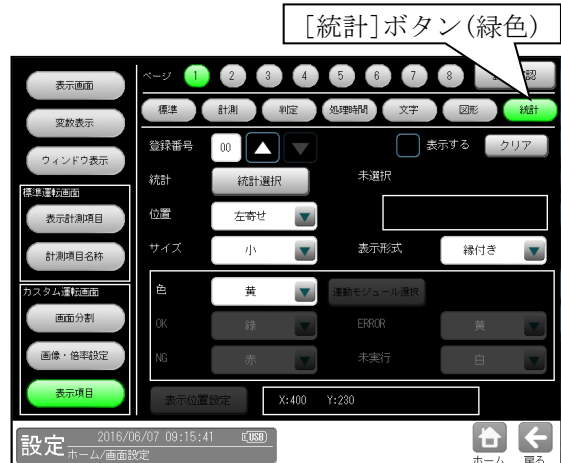 [統計]ボタン(緑色)
表示画面
変数表示
ウィンドウ表示
標準運転画面
表示計測項目
計測項目名称
カスタム運転画面
画面分割
画像・倍率設定
表示項目
ページ 1 2 3 4 5 6 7 8 認
標準 計測 判定 処理時間 文字 図形 統計
登録番号 00 表示する クリア
統計 統計選択 未選択
位置 左寄せ
サイズ 小 表示形式 縁付き
色 黄 連動モジュール選択
OK 緑 ERROR 黄
NG 赤 未実行 白
表示位置設定 X:400 Y:230
設定 2016/06/07 09:15:41 E(USB)
ホーム/画面設定
ホーム 戻る